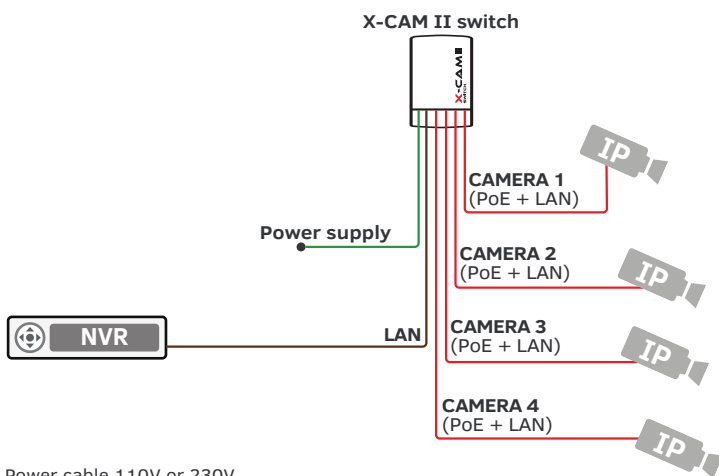 X-CAM II switch
X-CAM II
switch
IP
CAMERA 1
(PoE + LAN)
Power supply
CAMERA 2
(PoE + LAN)
IP
NVR
LAN
CAMERA 3
(PoE + LAN)
IP
CAMERA 4
(PoE + LAN)
IP
Power cable 110V or 230V